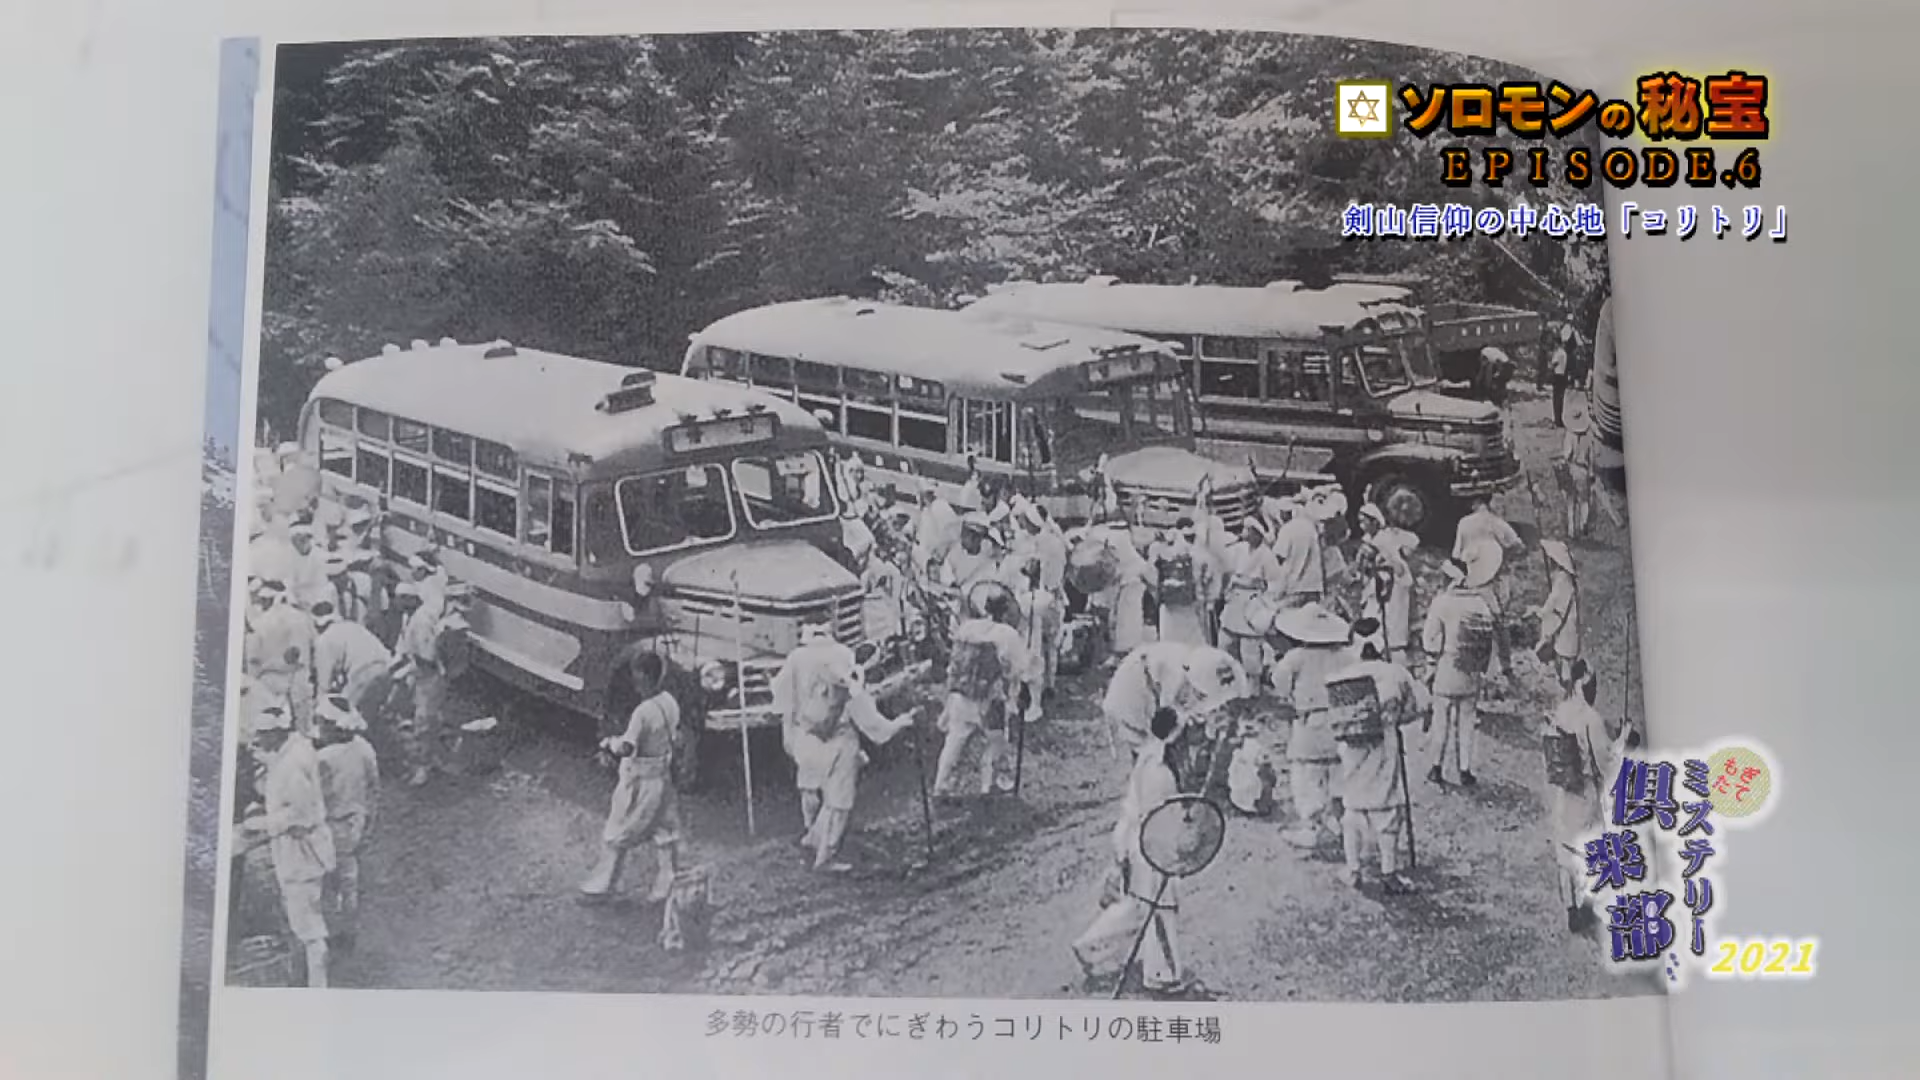 ソロモンの秘宝
EPISODE.6
剣山信仰の中心地「コリトリ」
ぎてもた
ミステリー
倶楽部
2021
多勢の行者でにぎわうコリトリの駐車場